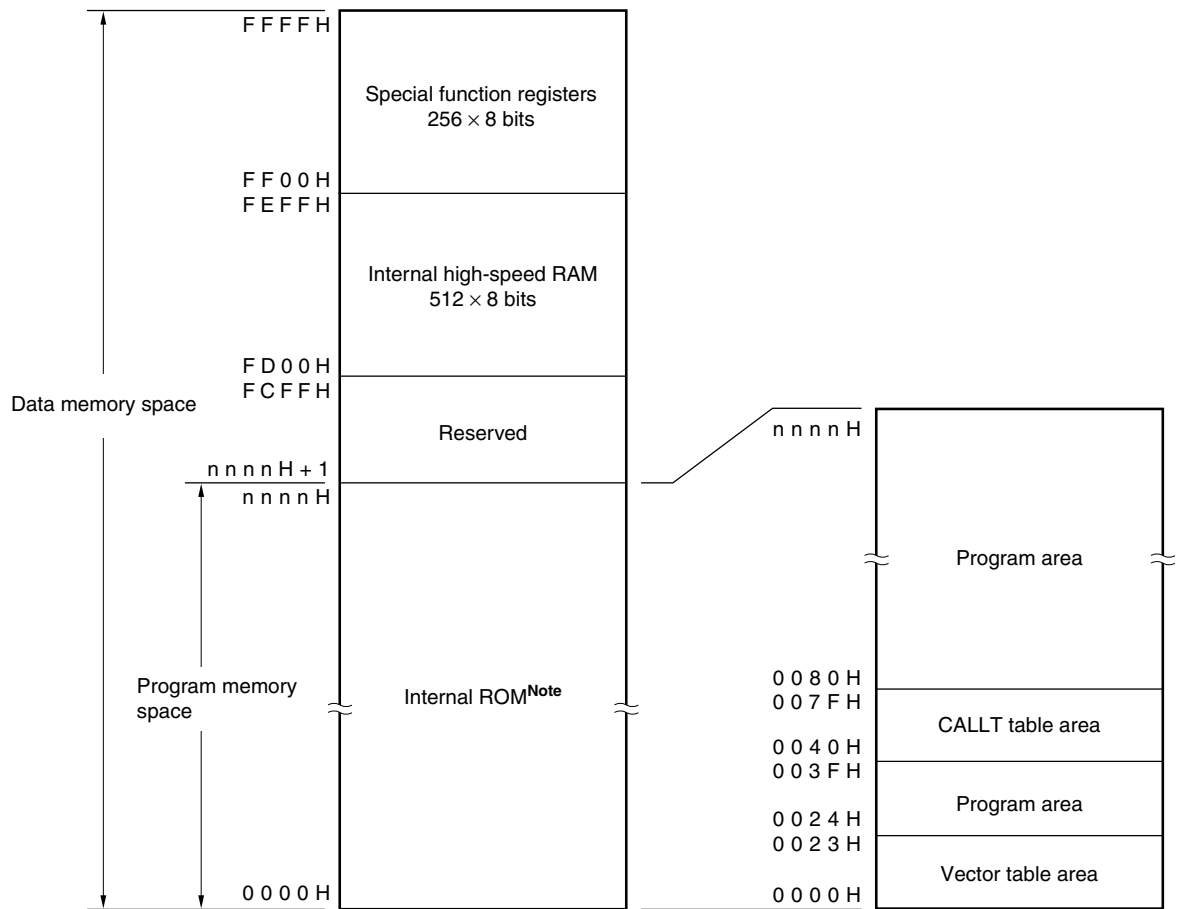 FFFFH
Special function registers
256 × 8 bits
FF00H
FEFFH
Internal high-speed RAM
512 × 8 bits
FD00H
FCFFH
Data memory space
Reserved
nnnnH
nnnnH + 1
nnnnH
Program area
Program memory
space
Internal ROMNote
0080H
007FH
CALLT table area
0040H
003FH
Program area
0024H
0023H
Vector table area
0000H
0000H